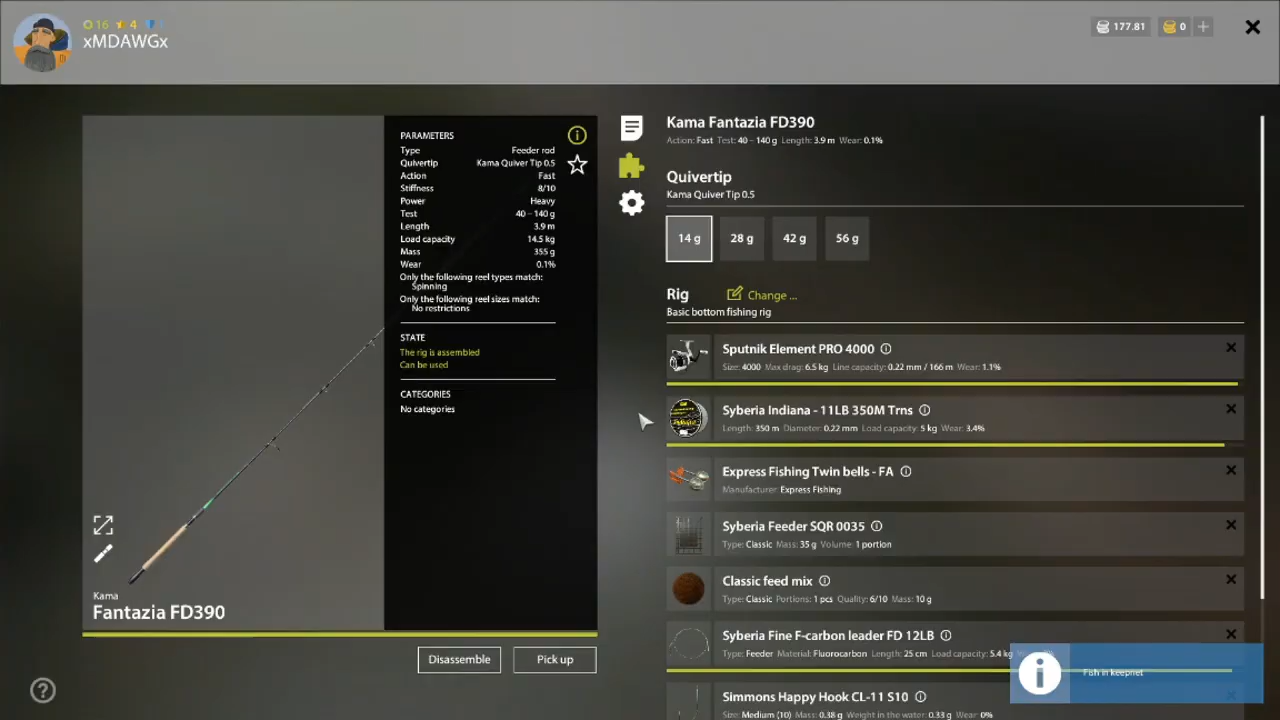 16 4
xMDAWGx
177.81
0
PARAMETERS
Type Feeder rod
Quivertip Kama Quiver Tip 0.5
Action Fast
Stiffness 8/10
Power Heavy
Test 40 - 140 g
Length 3.9 m
Load capacity 14.5 kg
Mass 355 g
Wear 0.1%
Only the following reel types match:
Spinning
Only the following reel sizes match:
No restrictions
STATE
The rig is assembled
Can be used
CATEGORIES
No categories
Kama
Fantazia FD390
Disassemble
Pick up
Kama Fantazia FD390
Action: Fast Test: 40 - 140 g Length: 3.9 m Wear: 0.1%
Quivertip
Kama Quiver Tip 0.5
14 g 28 g 42 g 56 g
Rig Change ...
Basic bottom fishing rig
Sputnik Element PRO 4000
Size: 4000 Max drag: 6.5 kg Line capacity: 0.22 mm / 166 m Wear: 1.1%
Syberia Indiana - 11LB 350M Trns
Length: 350 m Diameter: 0.22 mm Load capacity: 5 kg Wear: 3.4%
Express Fishing Twin bells - FA
Manufacturer: Express Fishing
Syberia Feeder SQR 0035
Type: Classic Mass: 35 g Volume: 1 portion
Classic feed mix
Type: Classic Portions: 1 pcs Quality: 6/10 Mass: 10 g
Syberia Fine F-carbon leader FD 12LB
Type: Feeder Material: Fluorocarbon Length: 25 cm Load capacity: 5.4 kg
Fish in keepnet
Simmons Happy Hook CL-11 S10
Size: Medium (10) Mass: 0.38 g Weight in the water: 0.33 g Wear: 0%